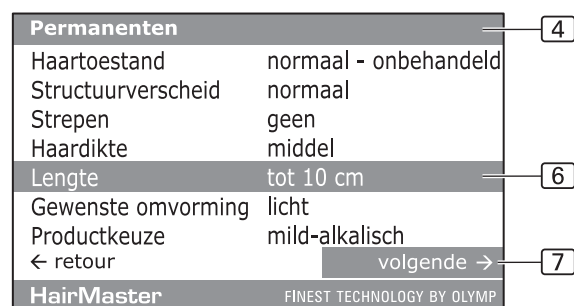 Permanenten 4
Haartoestand normaal - onbehandeld
Structuurverscheid normaal
Strepen geen
Haardikte middel
Lengte tot 10 cm 6
Gewenste omvorming licht
Productkeuze mild-alkalisch
← retour volgende → 7
HairMaster FINEST TECHNOLOGY BY OLYMP